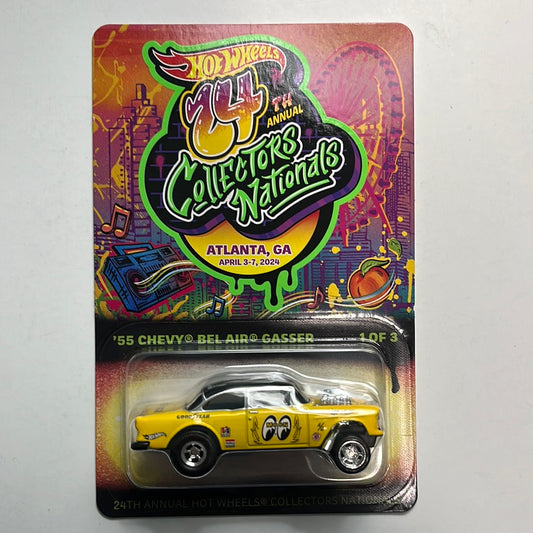 HOT WHEELS
24TH
ANNUAL
COLLECTORS
NATIONALS
ATLANTA, GA
APRIL 3-7, 2024
'55 CHEVY® BEL AIR® GASSER 1 OF 3
GOODYEAR
24TH ANNUAL HOT WHEELS® COLLECTORS NATIONALS